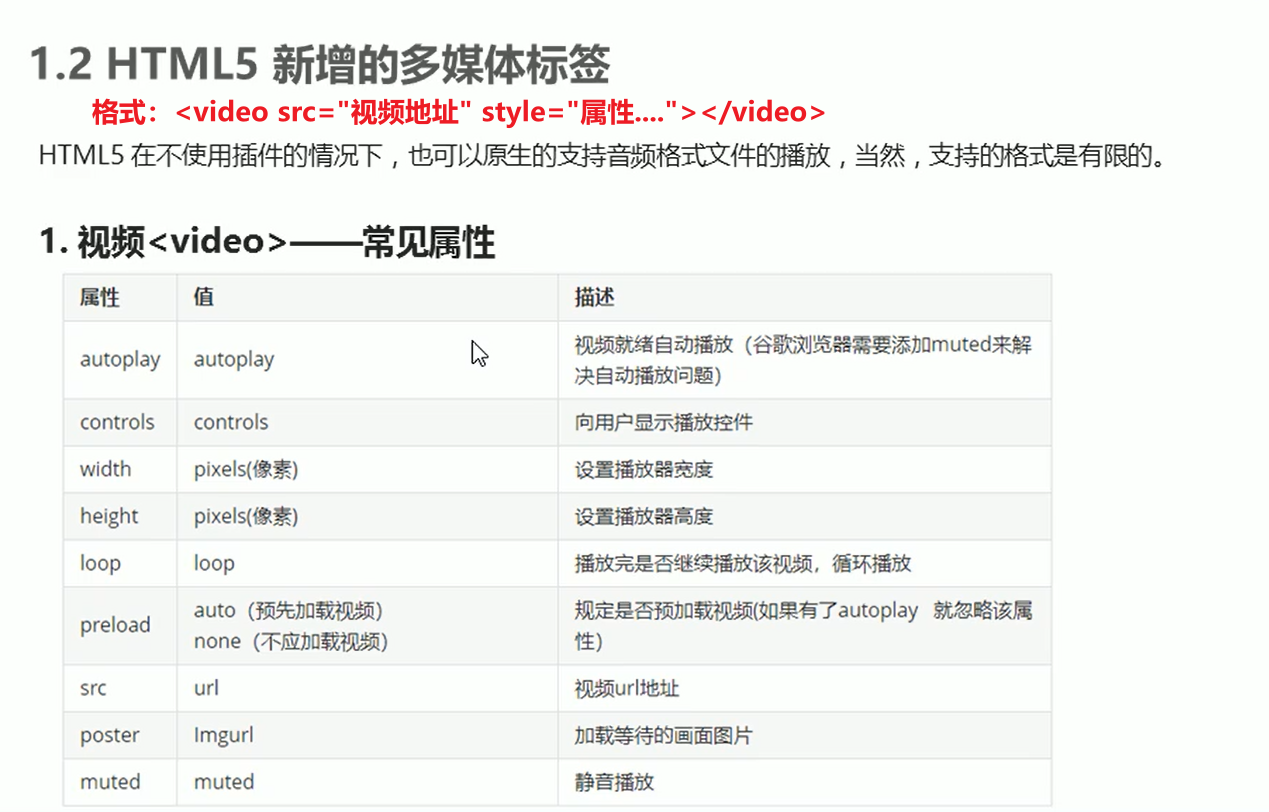 1.2 HTML5 新增的多媒体标签
格式：<video src="视频地址" style="属性...."></video>
HTML5 在不使用插件的情况下，也可以原生的支持音频格式文件的播放，当然，支持的格式是有限的。
1. 视频<video>——常见属性
属性 值 描述
autoplay autoplay 视频就绪自动播放（谷歌浏览器需要添加muted来解
决自动播放问题）
controls controls 向用户显示播放控件
width pixels(像素) 设置播放器宽度
height pixels(像素) 设置播放器高度
loop loop 播放完是否继续播放该视频，循环播放
preload auto（预先加载视频）
none（不应加载视频） 规定是否预加载视频(如果有了autoplay 就忽略该属
性）
src url 视频url地址
poster Imgurl 加载等待的画面图片
muted muted 静音播放